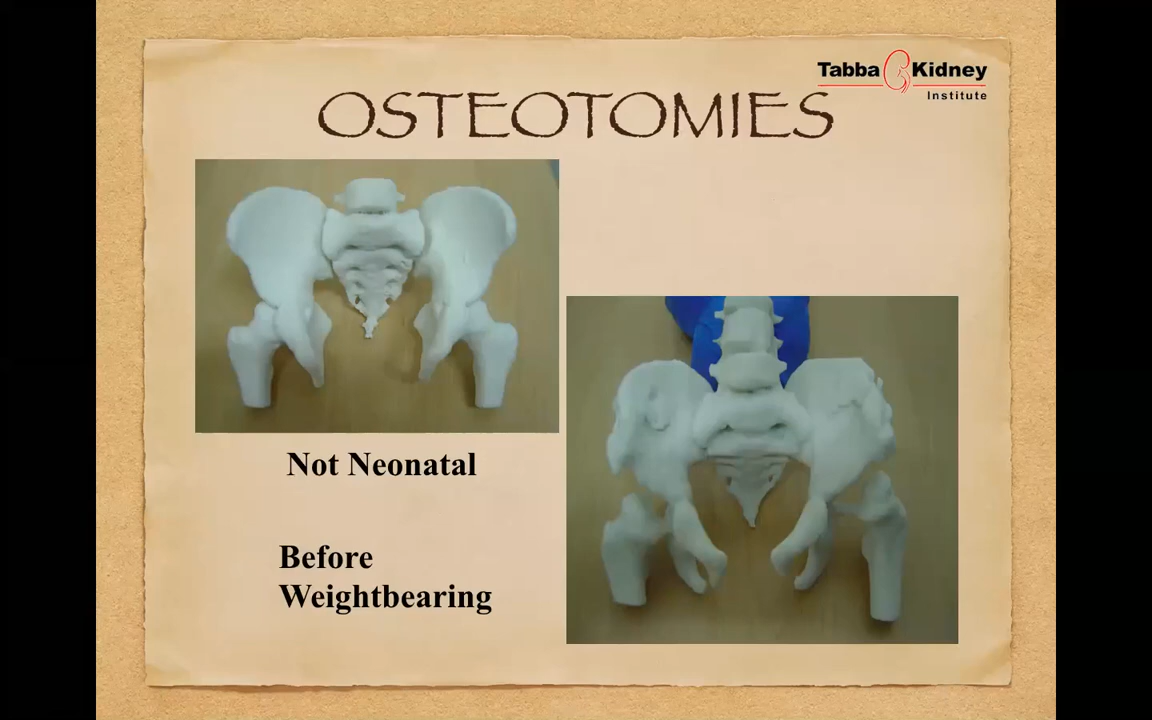 Tabba Kidney
Institute
OSTEOTOMIES
Not Neonatal
Before
Weightbearing